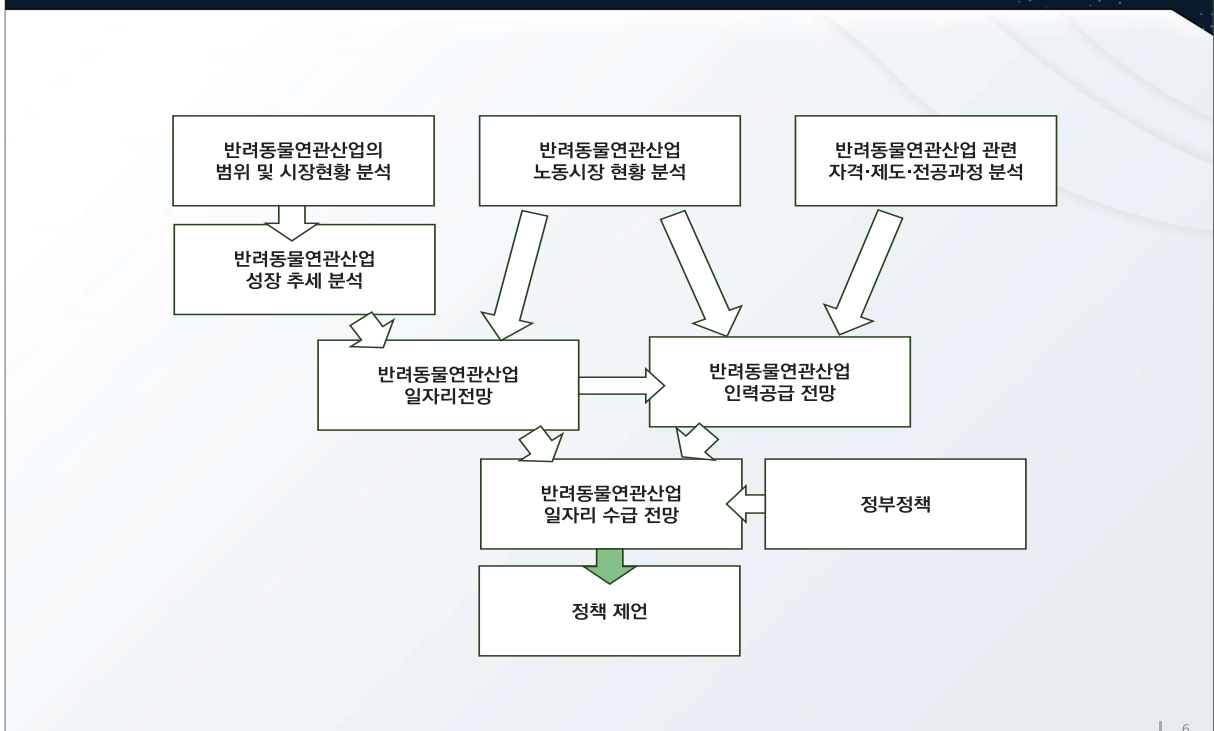 반려동물연관산업의
범위 및 시장현황 분석
반려동물연관산업
노동시장 현황 분석
반려동물연관산업 관련
자격·제도·전공과정 분석
반려동물연관산업
성장 추세 분석
반려동물연관산업
일자리전망
반려동물연관산업
인력공급 전망
반려동물연관산업
일자리 수급 전망
정부정책
정책 제언
6